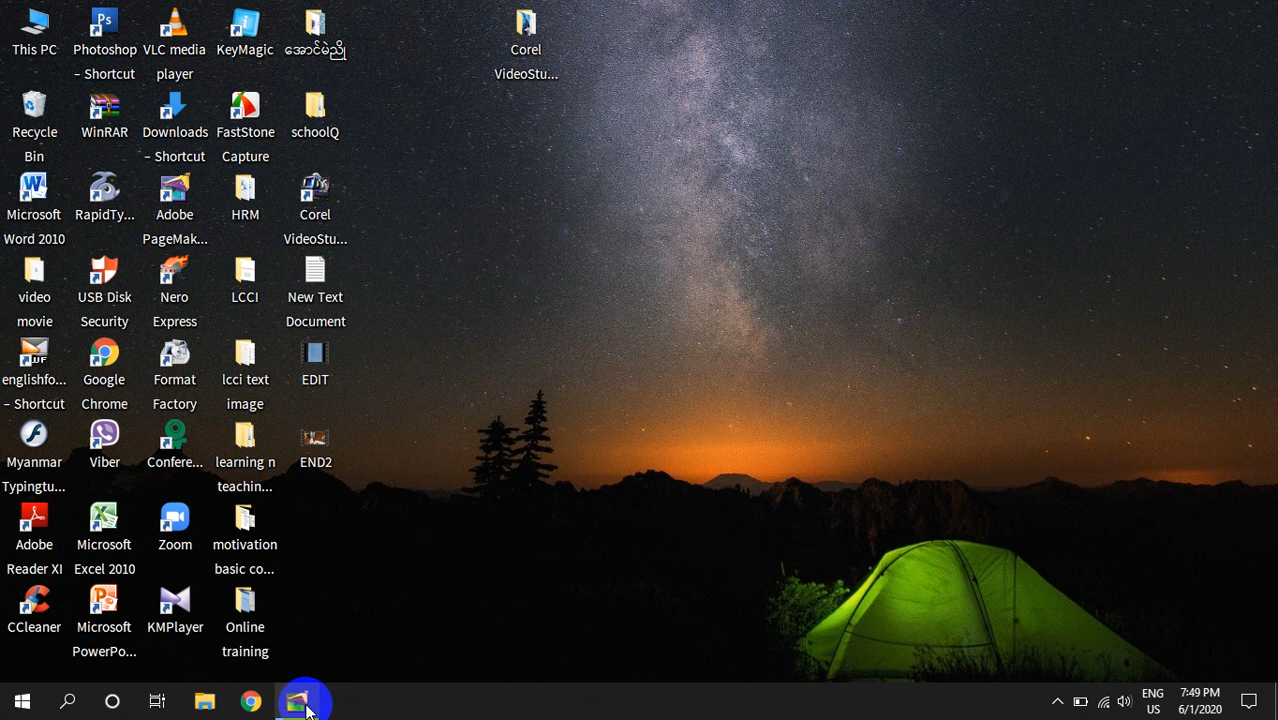 This PC
Photoshop
- Shortcut
VLC media
player
KeyMagic
အောင်မဲညို
Corel
VideoStu...
Recycle
Bin
WinRAR
Downloads
- Shortcut
FastStone
Capture
schoolQ
Microsoft
Word 2010
RapidTy...
Adobe
PageMak...
HRM
Corel
VideoStu...
video
movie
USB Disk
Security
Nero
Express
LCCI
New Text
Document
englishfo...
- Shortcut
Google
Chrome
Format
Factory
lcci text
image
EDIT
Myanmar
Typingtu...
Viber
Confere...
learning n
teachin...
END2
Adobe
Reader XI
Microsoft
Excel 2010
Zoom
motivation
basic co...
CCleaner
Microsoft
PowerPo...
KMPlayer
Online
training
ENG
US
7:49 PM
6/1/2020